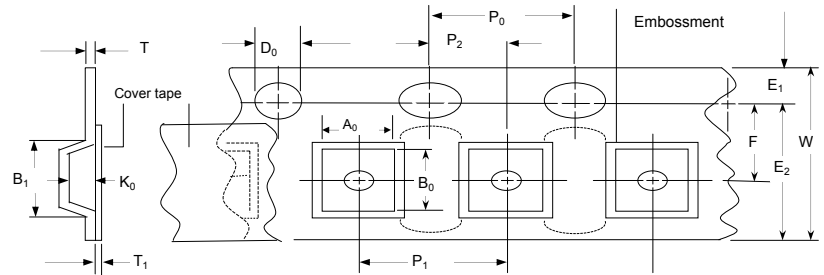 P0
Embossment
T
D0
P2
E1
Cover tape
A0
F
W
B1
K0
B0
E2
T1
P1